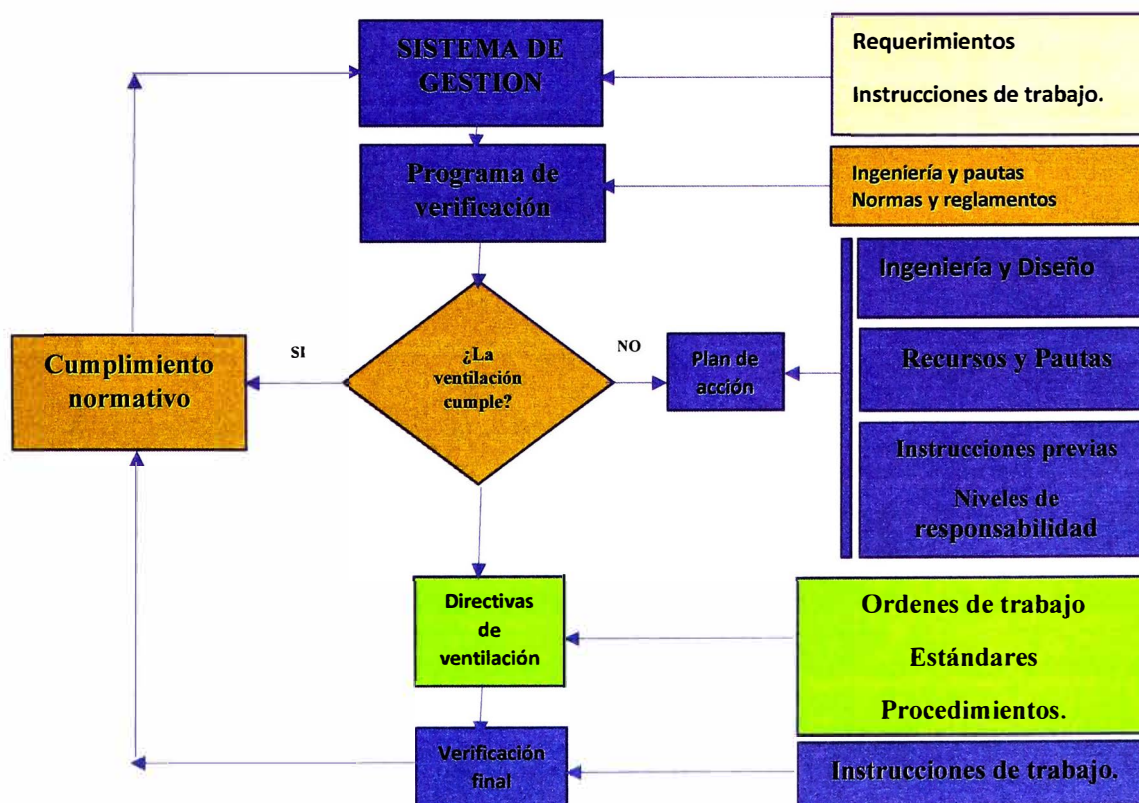 SISTEMA DE
GESTION
Requerimientos
Instrucciones de trabajo.
Programa de
verificación
Ingeniería y pautas
Normas y reglamentos
Ingeniería y Diseño
Recursos y Pautas
Instrucciones previas
Niveles de
responsabilidad
Cumplimiento
normativo
SI
¿La
ventilación
cumple?
NO
Plan de
acción
Directivas
de
ventilación
Ordenes de trabajo
Estándares
Procedimientos.
Verificación
final
Instrucciones de trabajo.